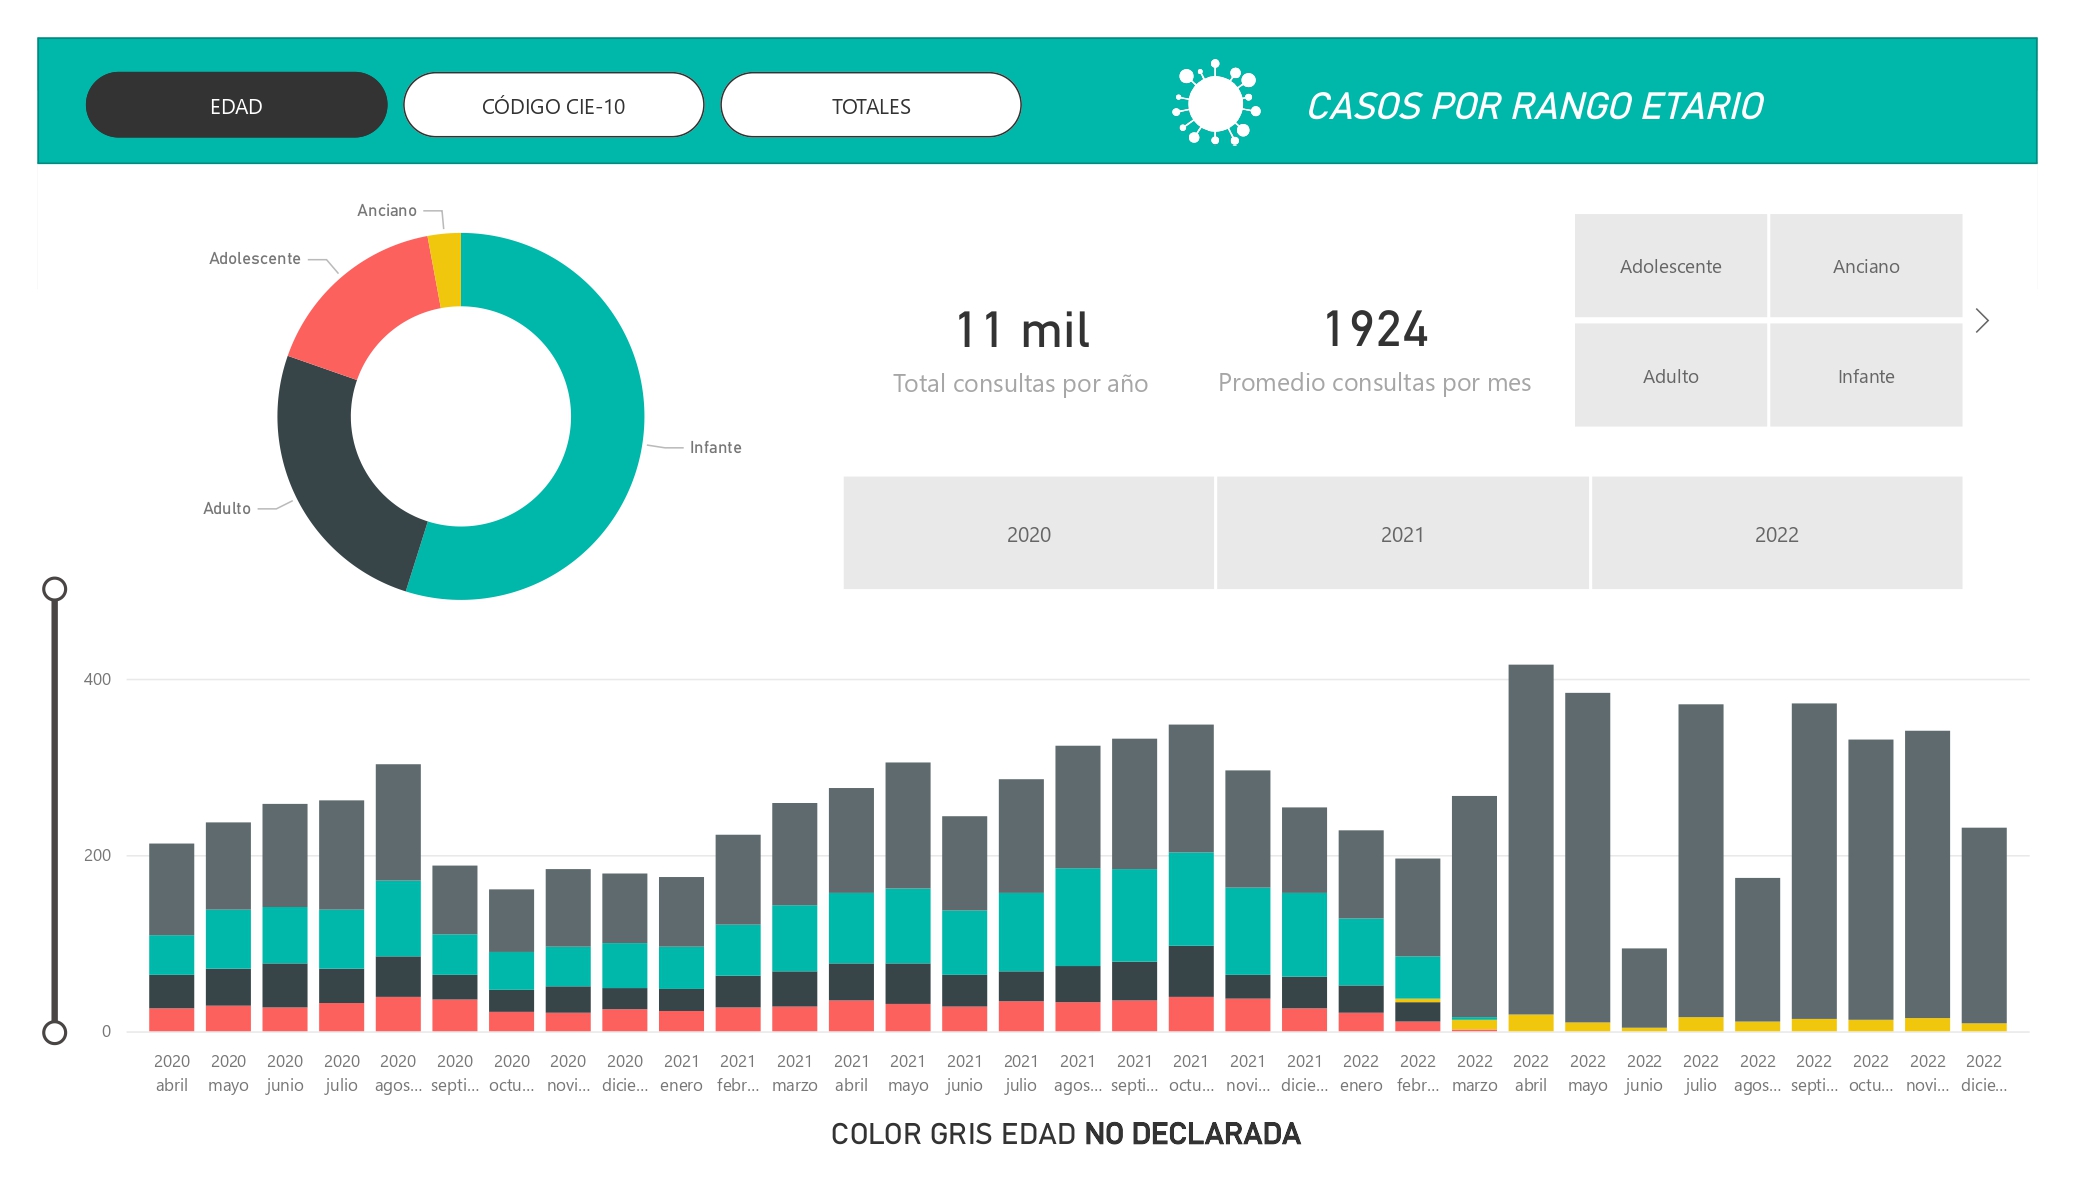 EDAD
CÓDIGO CIE-10
TOTALES
CASOS POR RANGO ETARIO
Anciano
Adolescente
Infante
Adulto
11 mil
Total consultas por año
1924
Promedio consultas por mes
Adolescente
Anciano
Adulto
Infante
2020
2021
2022
400
200
0
2020 2020 2020 2020 2020 2020 2020 2020 2020 2021 2021 2021 2021 2021 2021 2021 2021 2021 2021 2021 2021 2022 2022 2022 2022 2022 2022 2022 2022 2022 2022 2022 2022
abril mayo junio julio agos... septi... octu... novi... dicie... enero febr... marzo abril mayo junio julio agos... septi... octu... novi... dicie... enero febr... marzo abril mayo junio julio agos... septi... octu... novi... dicie...
COLOR GRIS EDAD NO DECLARADA